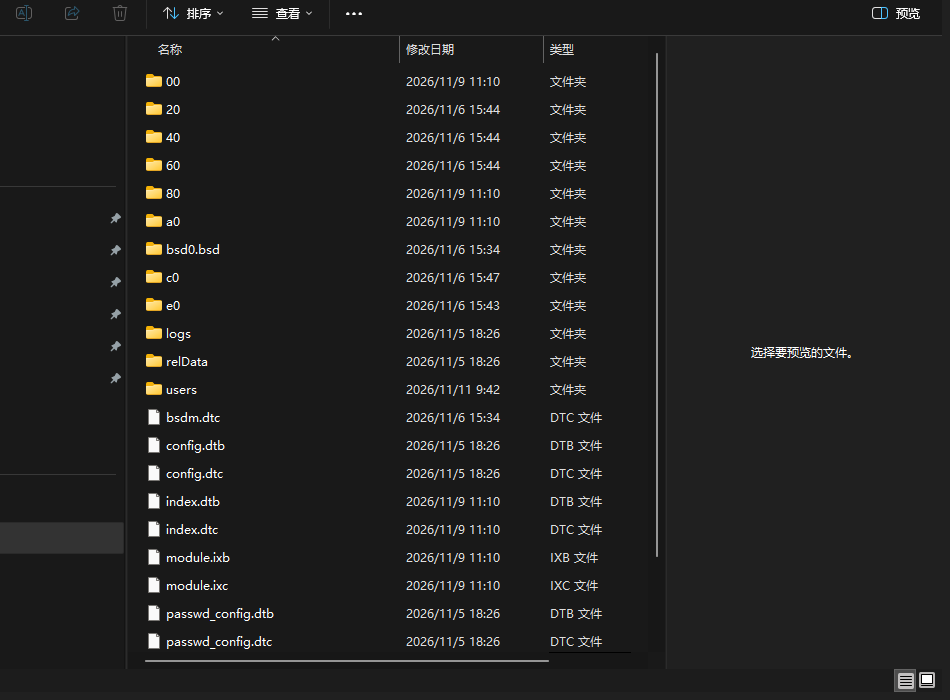 排序 查看 ... 预览
名称 修改日期 类型
00 2026/11/9 11:10 文件夹
20 2026/11/6 15:44 文件夹
40 2026/11/6 15:44 文件夹
60 2026/11/6 15:44 文件夹
80 2026/11/9 11:10 文件夹
a0 2026/11/9 11:10 文件夹
bsd0.bsd 2026/11/6 15:34 文件夹
c0 2026/11/6 15:47 文件夹
e0 2026/11/6 15:43 文件夹
logs 2026/11/5 18:26 文件夹
选择要预览的文件。
relData 2026/11/5 18:26 文件夹
users 2026/11/11 9:42 文件夹
bsdm.dtc 2026/11/6 15:34 DTC 文件
config.dtb 2026/11/5 18:26 DTB 文件
config.dtc 2026/11/5 18:26 DTC 文件
index.dtb 2026/11/9 11:10 DTB 文件
index.dtc 2026/11/9 11:10 DTC 文件
module.ixb 2026/11/9 11:10 IXB 文件
module.ixc 2026/11/9 11:10 IXC 文件
passwd_config.dtb 2026/11/5 18:26 DTB 文件
passwd_config.dtc 2026/11/5 18:26 DTC 文件